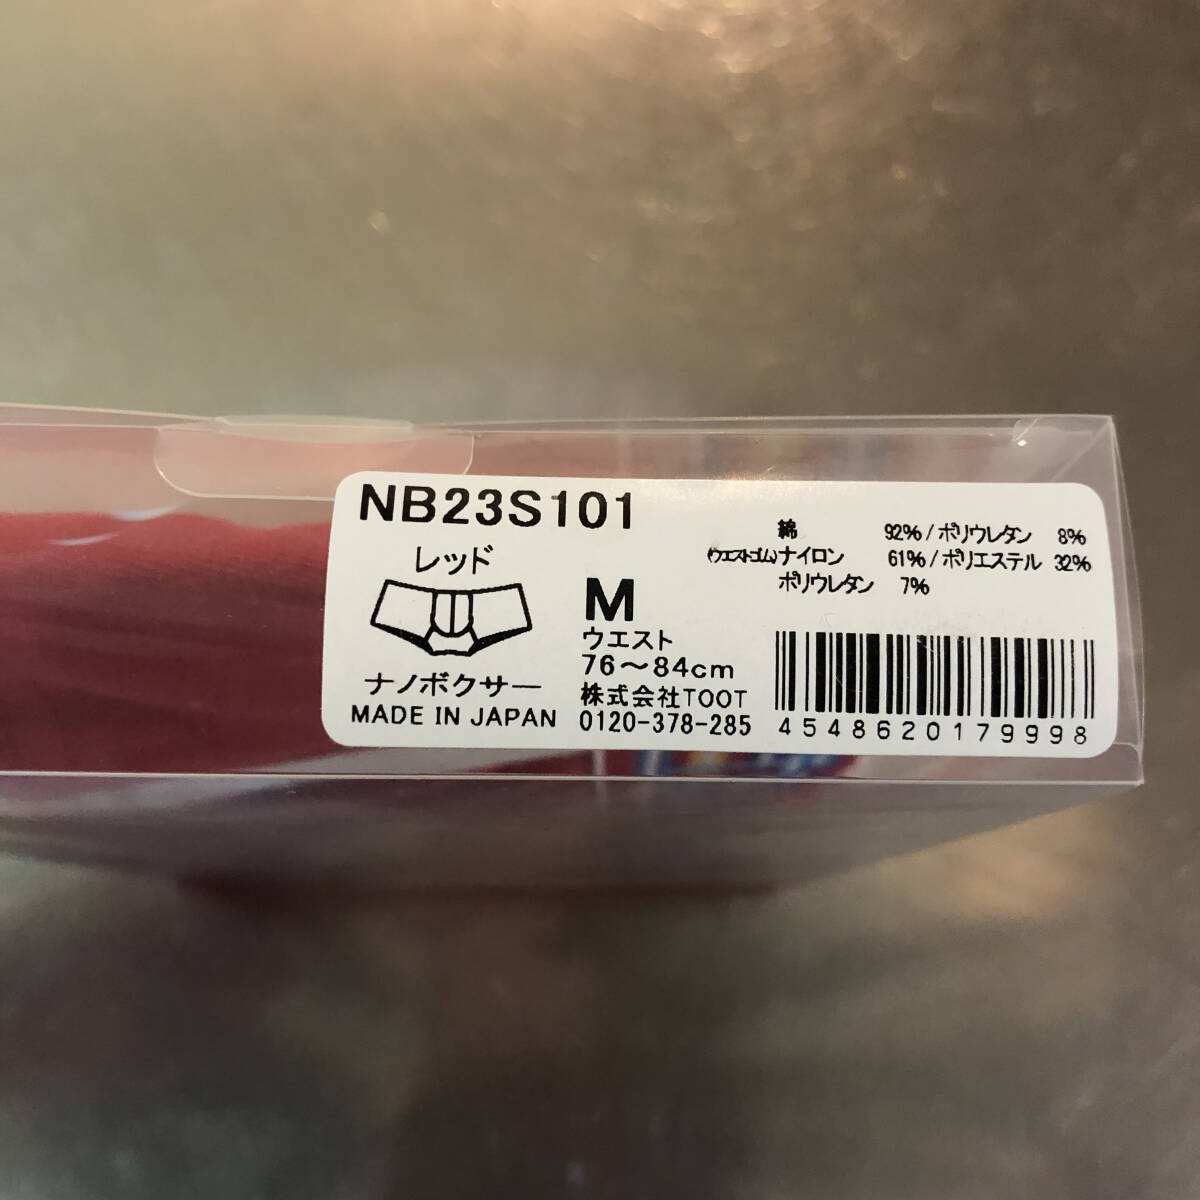 NB23S101
レッド
ナノボクサー
MADE IN JAPAN
M
ウエスト
76～84cm
株式会社TOOT
0120-378-285
綿 92% / ポリウレタン 8%
(ウエストゴム)ナイロン 61% / ポリエステル 32%
ポリウレタン 7%
4548620179998